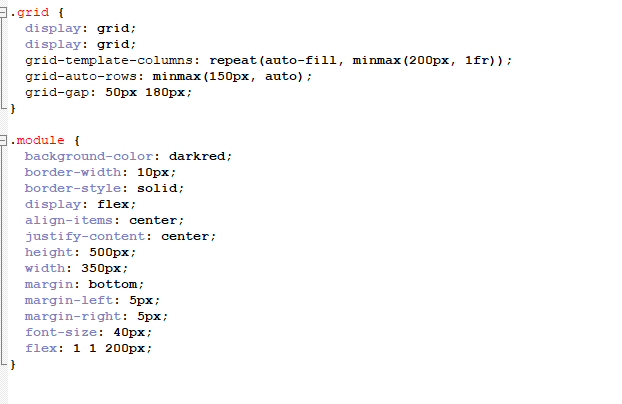 .grid {
display: grid;
display: grid;
grid-template-columns: repeat(auto-fill, minmax(200px, 1fr));
grid-auto-rows: minmax(150px, auto);
grid-gap: 50px 180px;
}
.module {
background-color: darkred;
border-width: 10px;
border-style: solid;
display: flex;
align-items: center;
justify-content: center;
height: 500px;
width: 350px;
margin: bottom;
margin-left: 5px;
margin-right: 5px;
font-size: 40px;
flex: 1 1 200px;
}